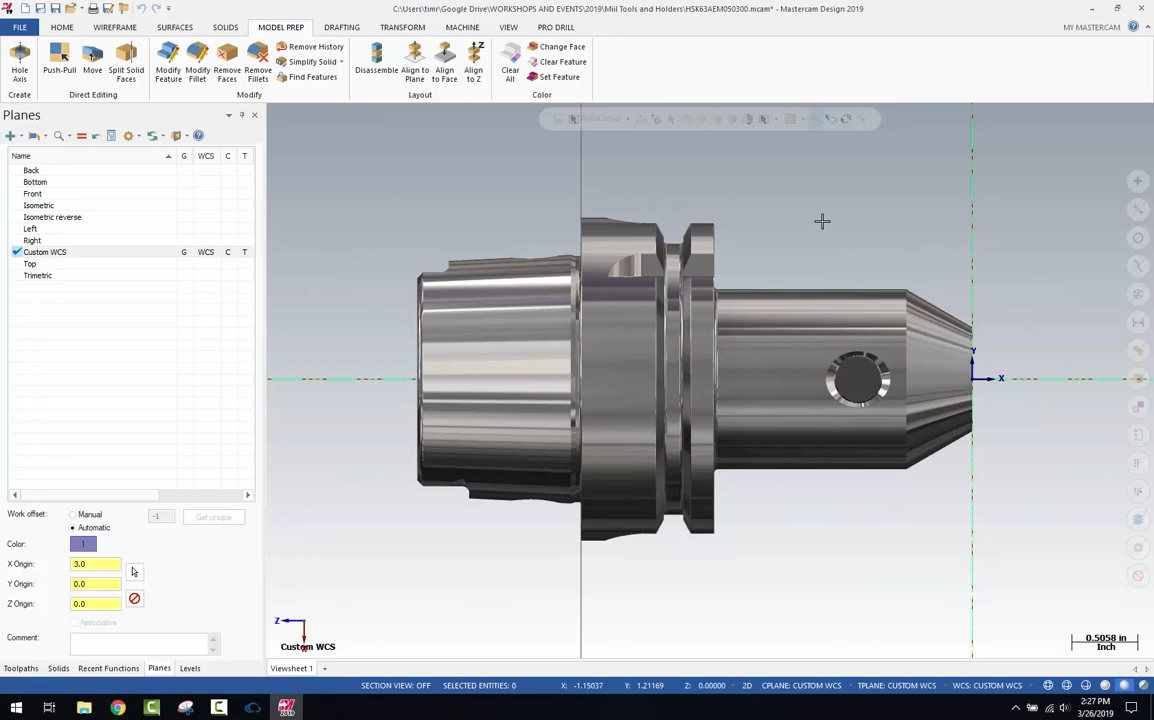 C:\Users\timr\Google Drive\WORKSHOPS AND EVENTS\Mill Tools and Holders\HSK63AEM050300.mcam* - Mastercam Design 2019
FILE HOME WIREFRAME SURFACES SOLIDS MODEL PREP DRAFTING TRANSFORM MACHINE VIEW PRO DRILL MY MASTERCAM
Hole Axis
Create
Push-Pull Move Split Solid Faces
Direct Editing
Modify Feature Modify Fillet Remove Faces Remove Fillets
Remove History
Simplify Solid
Find Features
Modify
Disassemble Align to Plane Align to Face Align to Z
Layout
Clear All
Change Face
Clear Feature
Set Feature
Color
Planes
AutoCursor
Name G WCS C T
Back
Bottom
Front
Isometric
Isometric reverse
Left
Right
Custom WCS G WCS C T
Top
Trimetric
Y
X
Work offset: Manual -1 Get unique
Automatic
Color: 1
X Origin: 3.0
Y Origin: 0.0
Z Origin: 0.0
Associative
Comment:
Z
X
Custom WCS
0.5058 in
Inch
Toolpaths Solids Recent Functions Planes Levels
Viewsheet 1 +
SECTION VIEW: OFF SELECTED ENTITIES: 0 X: -1.15037 Y: 1.21169 Z: 0.00000 2D CPLANE: CUSTOM WCS TPLANE: CUSTOM WCS WCS: CUSTOM WCS
2019
2:27 PM
3/26/2019